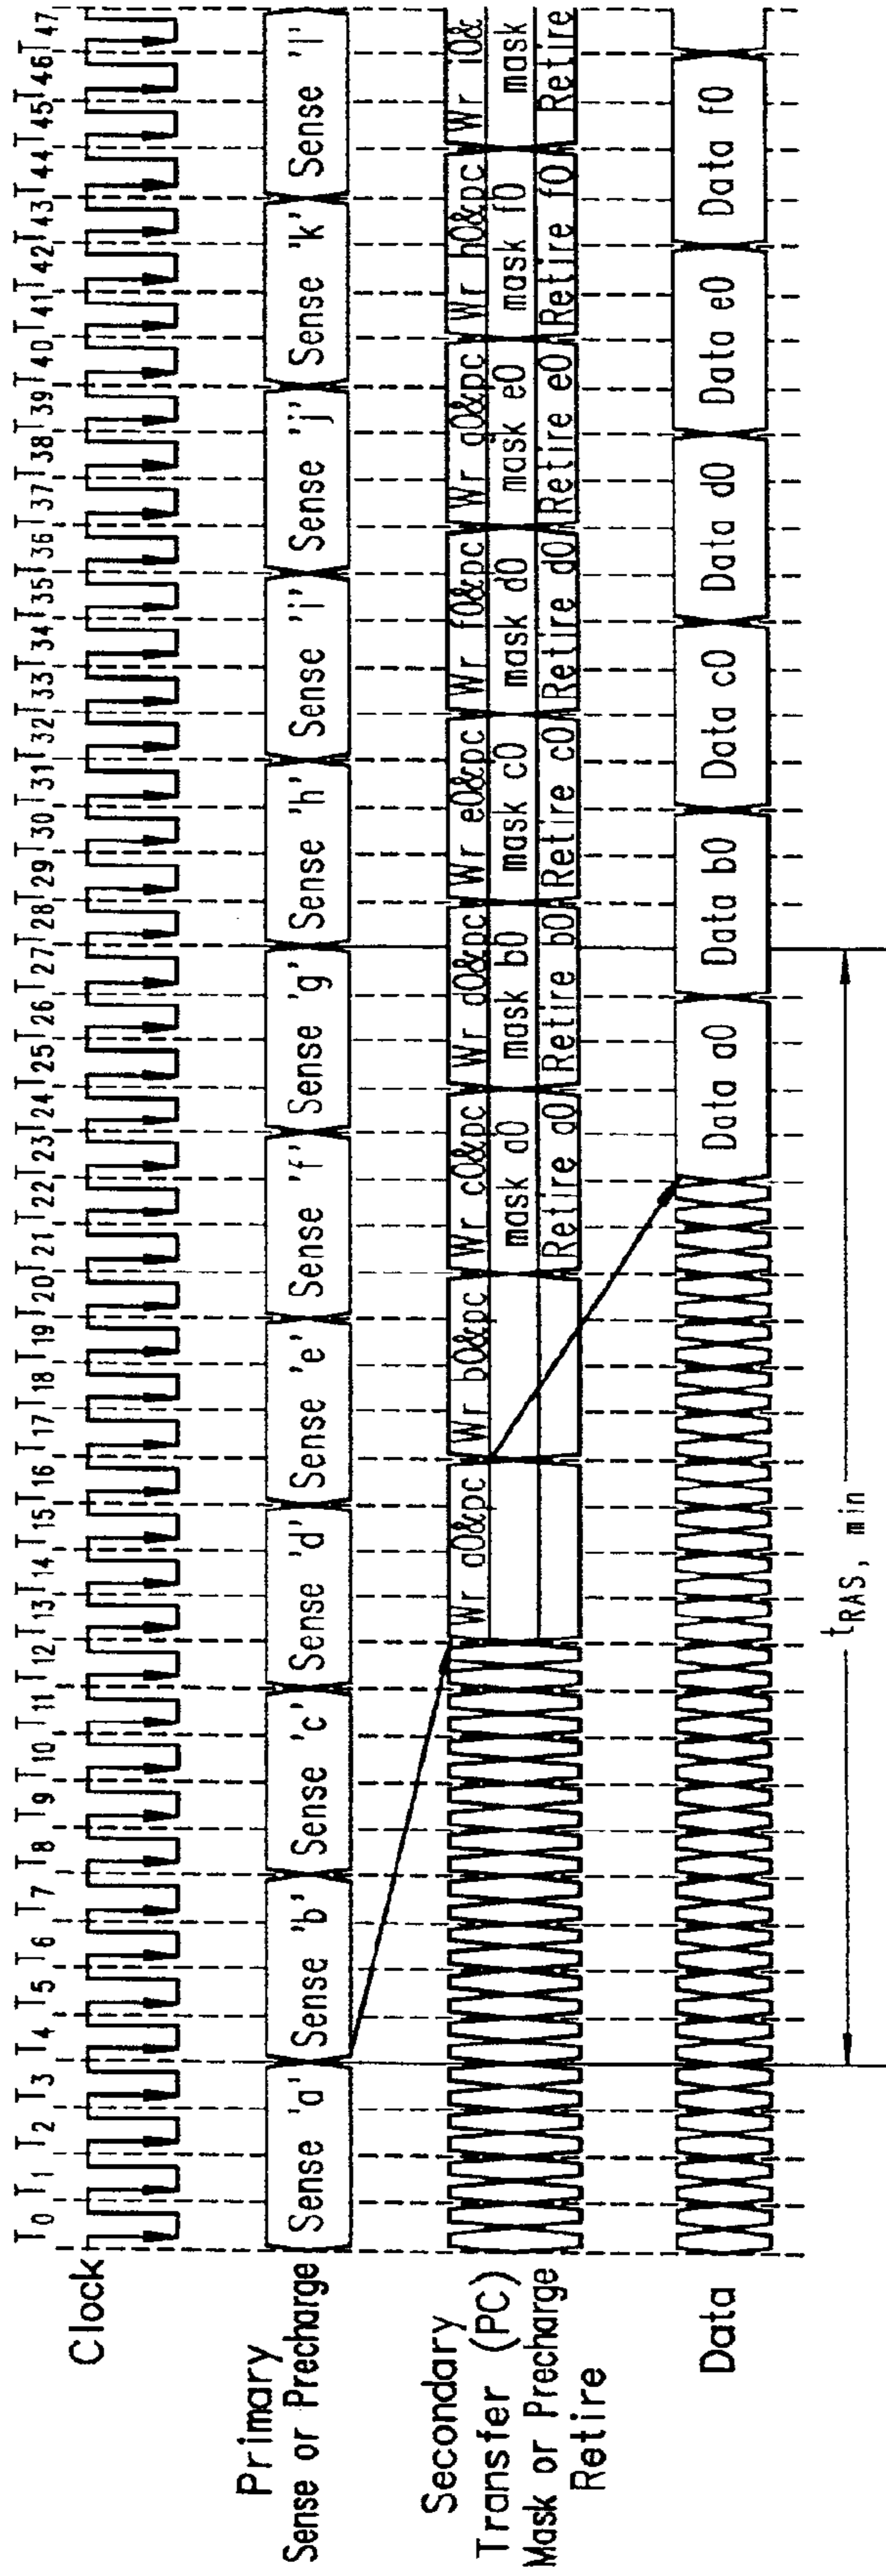 Clock
T0 T1 T2 T3 T4 T5 T6 T7 T8 T9 T10 T11 T12 T13 T14 T15 T16 T17 T18 T19 T20 T21 T22 T23 T24 T25 T26 T27 T28 T29 T30 T31 T32 T33 T34 T35 T36 T37 T38 T39 T40 T41 T42 T43 T44 T45 T46 T47
Primary
Sense or Precharge
Sense 'a' Sense 'b' Sense 'c' Sense 'd' Sense 'e' Sense 'f' Sense 'g' Sense 'h' Sense 'i' Sense 'j' Sense 'k' Sense 'l'
Secondary
Transfer (PC)
Mask or Precharge
Retire
Wr a0&pc Wr b0&pc Wr c0&pc Wr d0&pc Wr e0&pc Wr f0&pc Wr g0&pc Wr h0&pc Wr i0&
mask a0 mask b0 mask c0 mask d0 mask e0 mask f0 mask
Retire a0 Retire b0 Retire c0 Retire d0 Retire e0 Retire f0 Retire
Data
Data a0 Data b0 Data c0 Data d0 Data e0 Data f0
tRAS, min